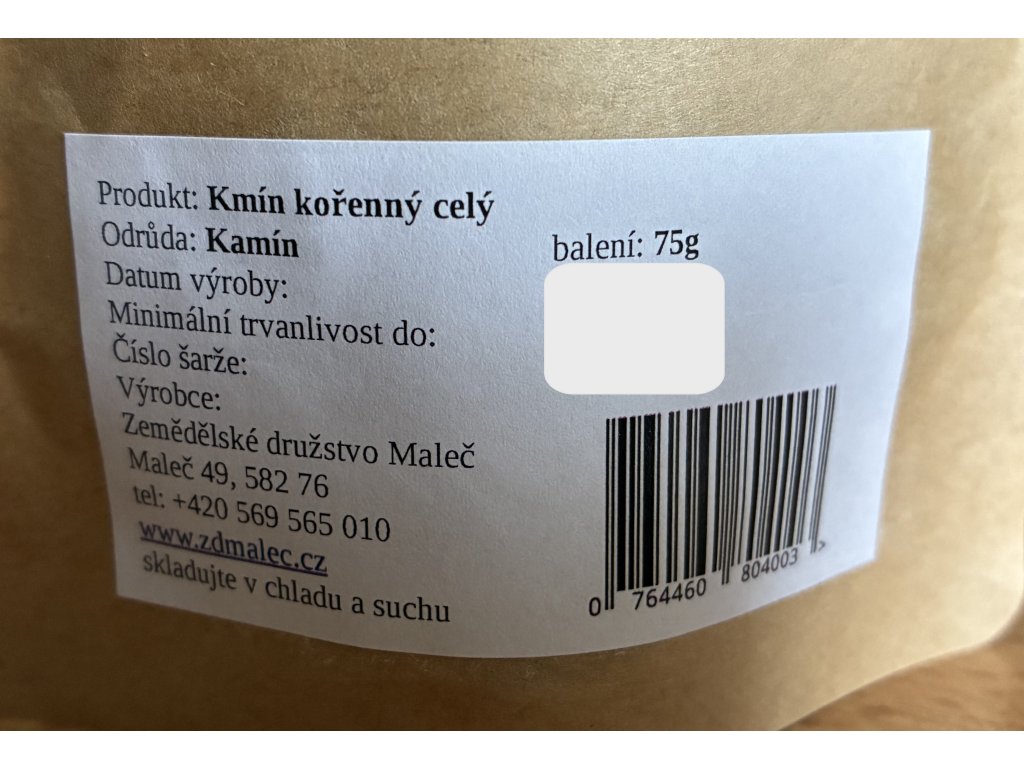 Produkt: Kmín kořenný celý
Odrůda: Kamín
balení: 75g
Datum výroby:
Minimální trvanlivost do:
Číslo šarže:
Výrobce:
Zemědělské družstvo Maleč
Maleč 49, 582 76
tel: +420 569 565 010
www.zdmalec.cz
skladujte v chladu a suchu
0 764460 804003 >